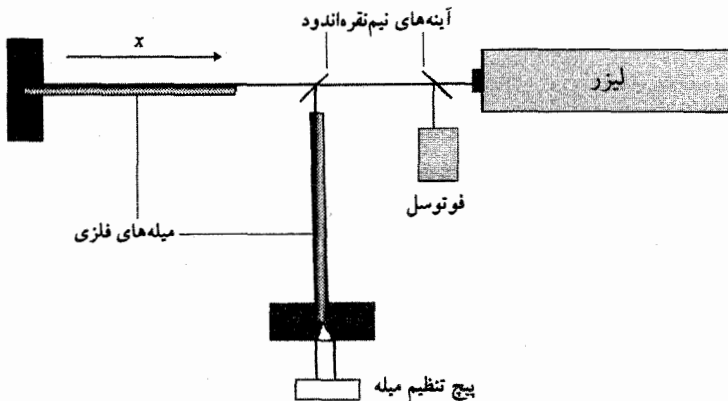 آینه‌های نیم‌نقره‌اندود
x
لیزر
فوتوسل
میله‌های فلزی
پیچ تنظیم میله